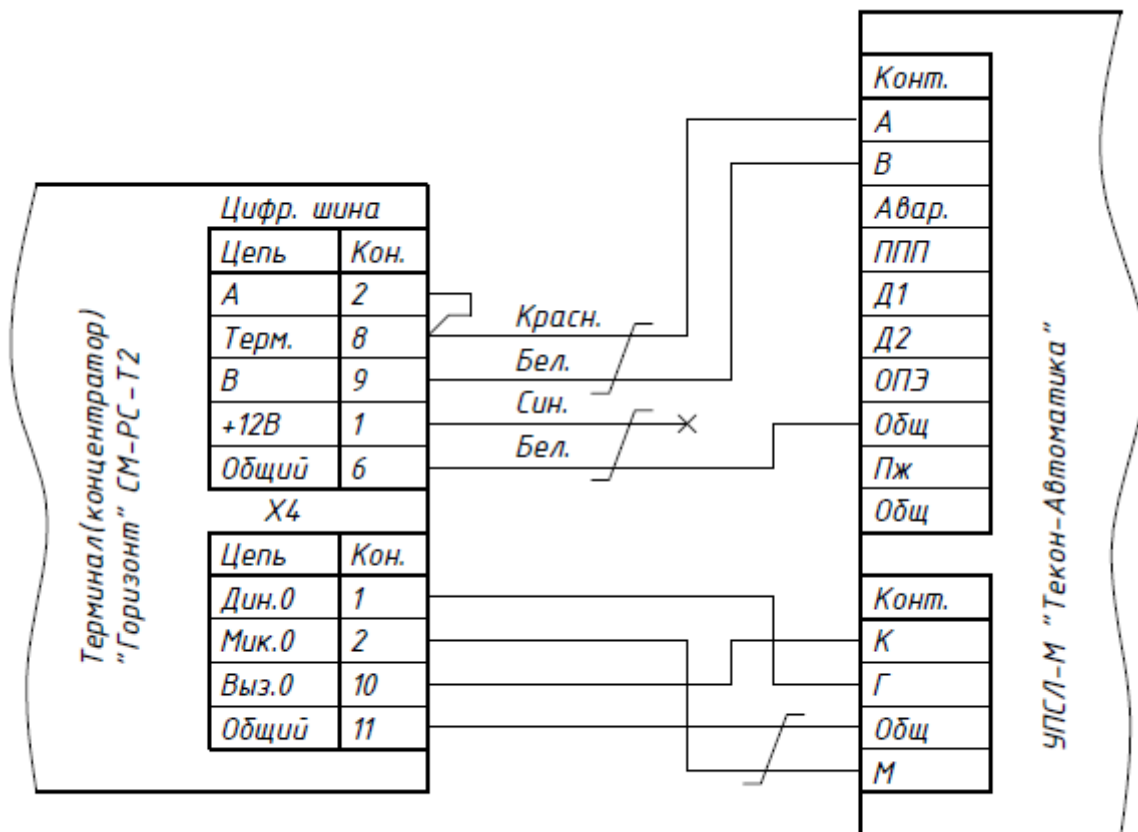 Терминал(концентратор)
"Горизонт" СМ-РС-Т2
Цифр. шина
Цепь Кон.
А 2
Терм. 8
В 9
+12В 1
Общий 6
Х4
Цепь Кон.
Дин.0 1
Мик.0 2
Выз.0 10
Общий 11
Красн.
Бел.
Син.
Бел.
Конт.
А
В
Авар.
ППП
Д1
Д2
ОПЭ
Общ
Пж
Общ
Конт.
К
Г
Общ
М
УПСЛ-М "Текон-Автоматика"